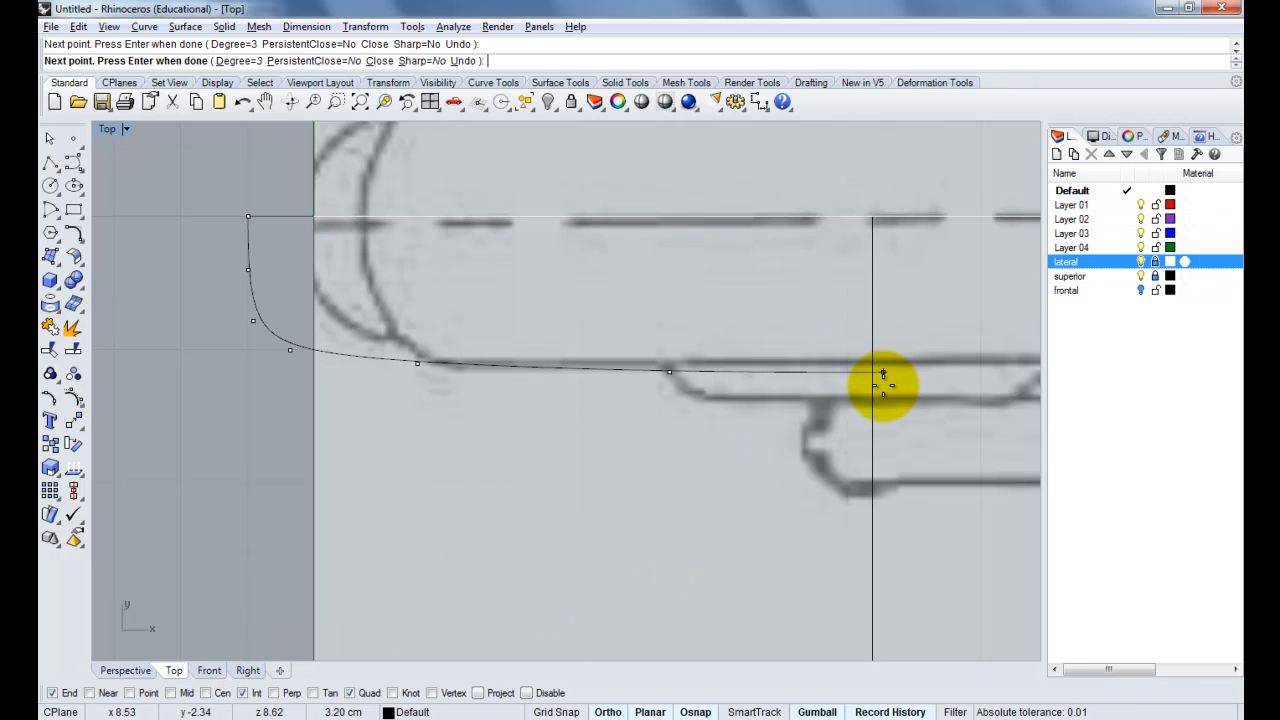 Untitled - Rhinoceros (Educational) - [Top]
File Edit View Curve Surface Solid Mesh Dimension Transform Tools Analyze Render Panels Help
Next point. Press Enter when done ( Degree=3 PersistentClose=No Close Sharp=No Undo ):
Next point. Press Enter when done ( Degree=3 PersistentClose=No Close Sharp=No Undo ):
Standard CPlanes Set View Display Select Viewport Layout Transform Visibility Curve Tools Surface Tools Solid Tools Mesh Tools Render Tools Drafting New in V5 Deformation Tools
Top
L... Di... P... M... H...
Name Material
Default
Layer 01
Layer 02
Layer 03
Layer 04
lateral
superior
frontal
y
x
Perspective Top Front Right
End Near Point Mid Cen Int Perp Tan Quad Knot Vertex Project Disable
CPlane x 8.53 y -2.34 z 8.62 3.20 cm Default Grid Snap Ortho Planar Osnap SmartTrack Gumball Record History Filter Absolute tolerance: 0.01